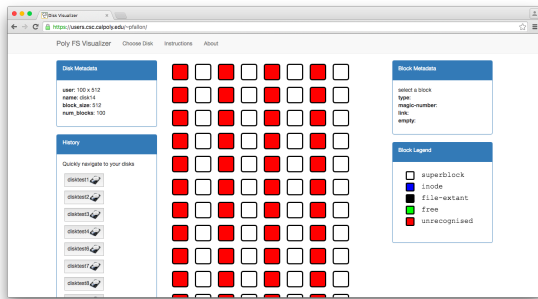 Disk Visualizer
https://users.csc.calpoly.edu/~pfallon/
Poly FS Visualizer Choose Disk Instructions About
Disk Metadata
user: 100 x 512
name: disk14
block_size: 512
num_blocks: 100
History
Quickly navigate to your disks
disktest1
disktest2
disktest3
disktest4
disktest6
disktest7
disktest8
Block Metadata
select a block
type:
magic-number:
link:
empty:
Block Legend
superblock
inode
file-extant
free
unrecognised